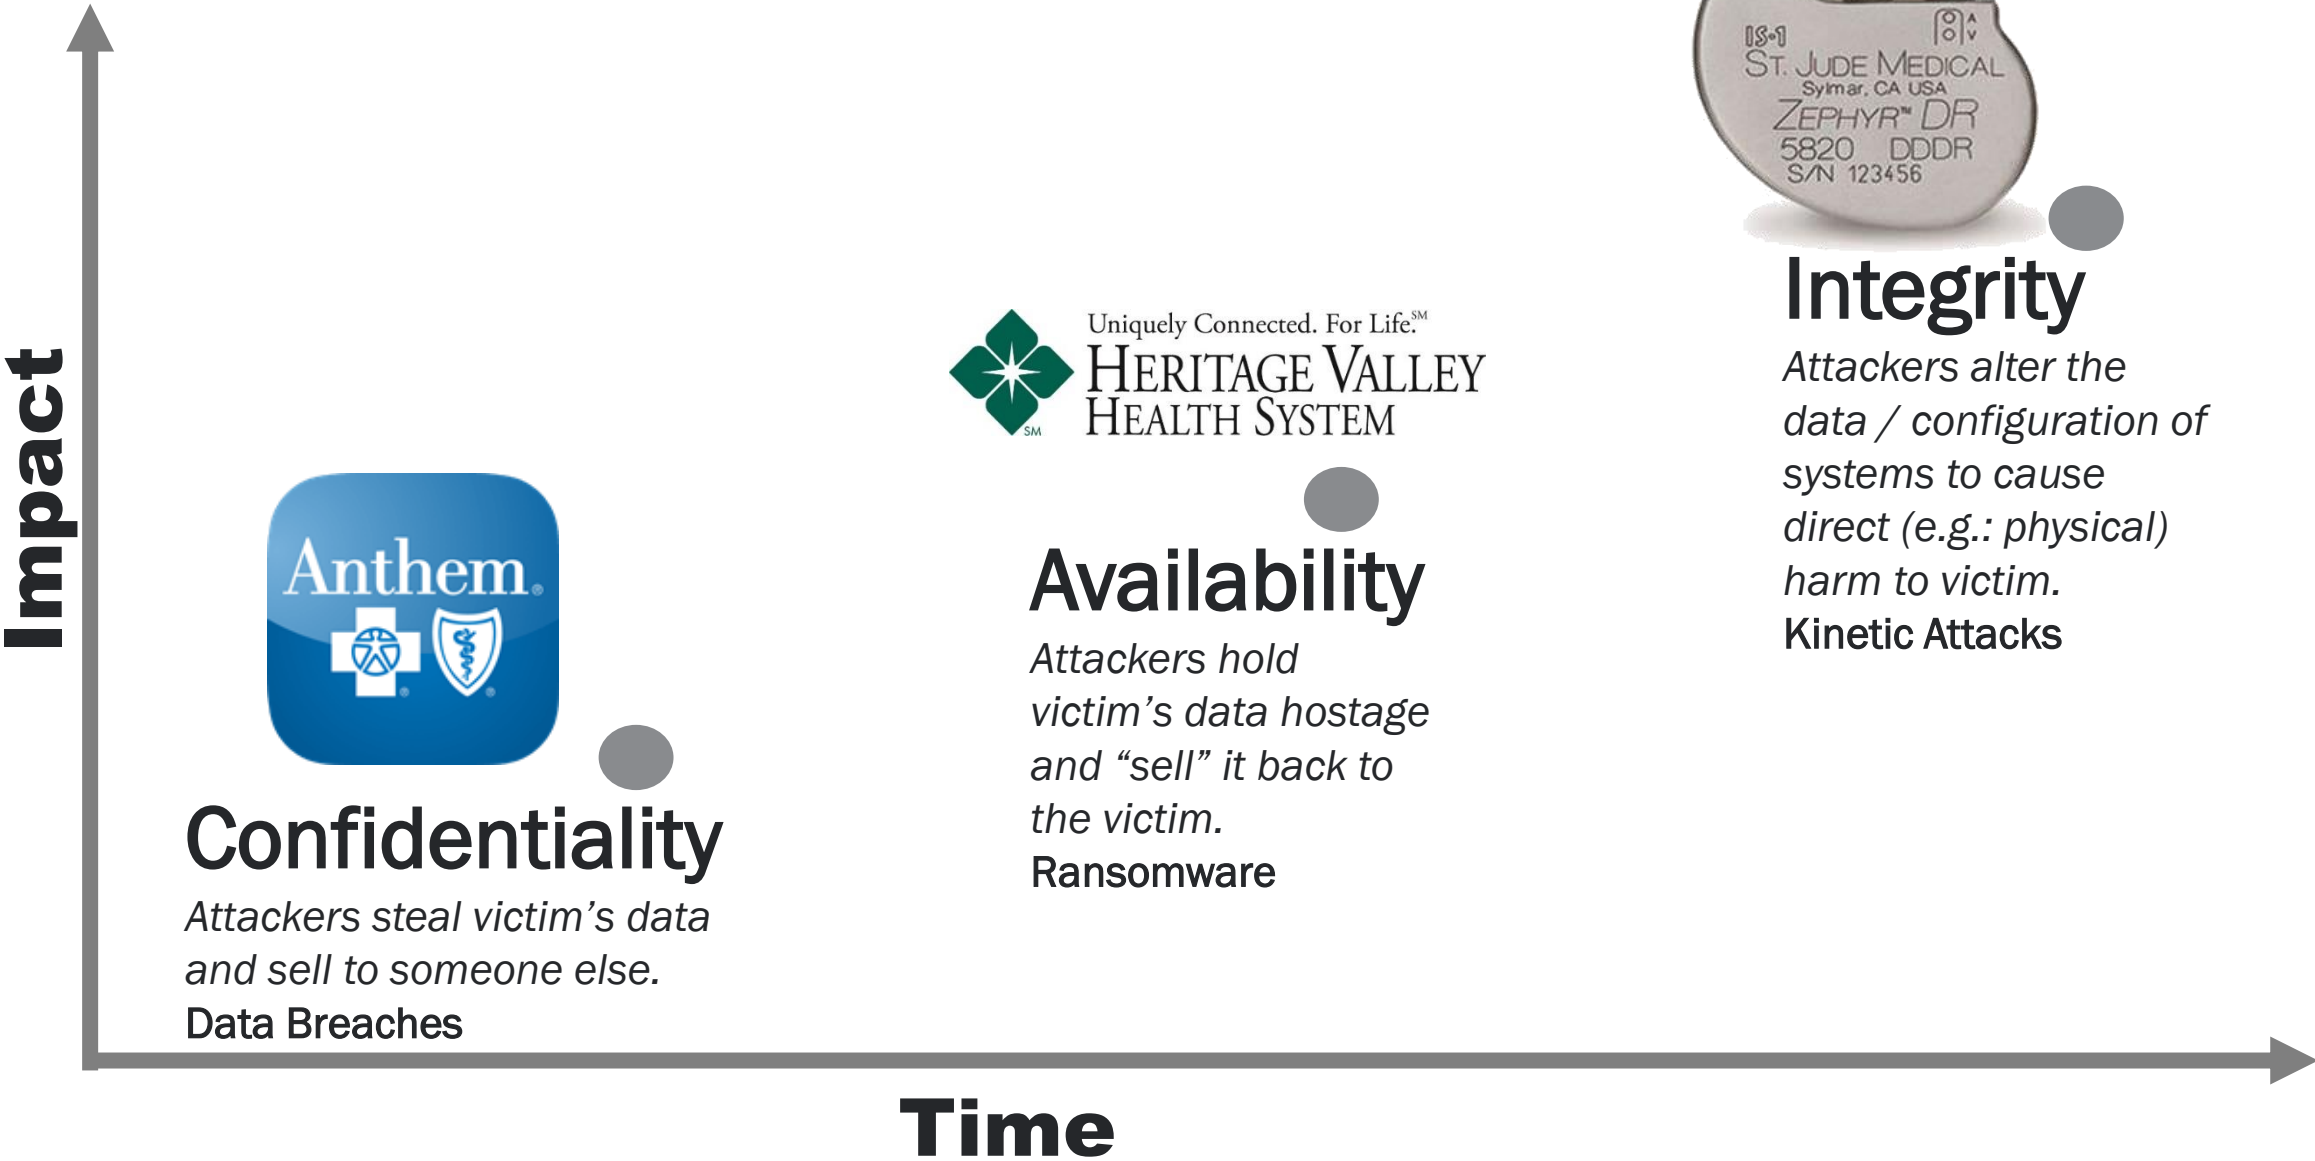 Impact
IS-1
A
V
ST. JUDE MEDICAL
Sylmar, CA USA
ZEPHYR™ DR
5820 DDDR
S/N 123456
Integrity
Attackers alter the
data / configuration of
systems to cause
direct (e.g.: physical)
harm to victim.
Kinetic Attacks
Uniquely Connected. For Life.℠
HERITAGE VALLEY
HEALTH SYSTEM
SM
Availability
Attackers hold
victim’s data hostage
and “sell” it back to
the victim.
Ransomware
Anthem®
® ®
Confidentiality
Attackers steal victim’s data
and sell to someone else.
Data Breaches
Time